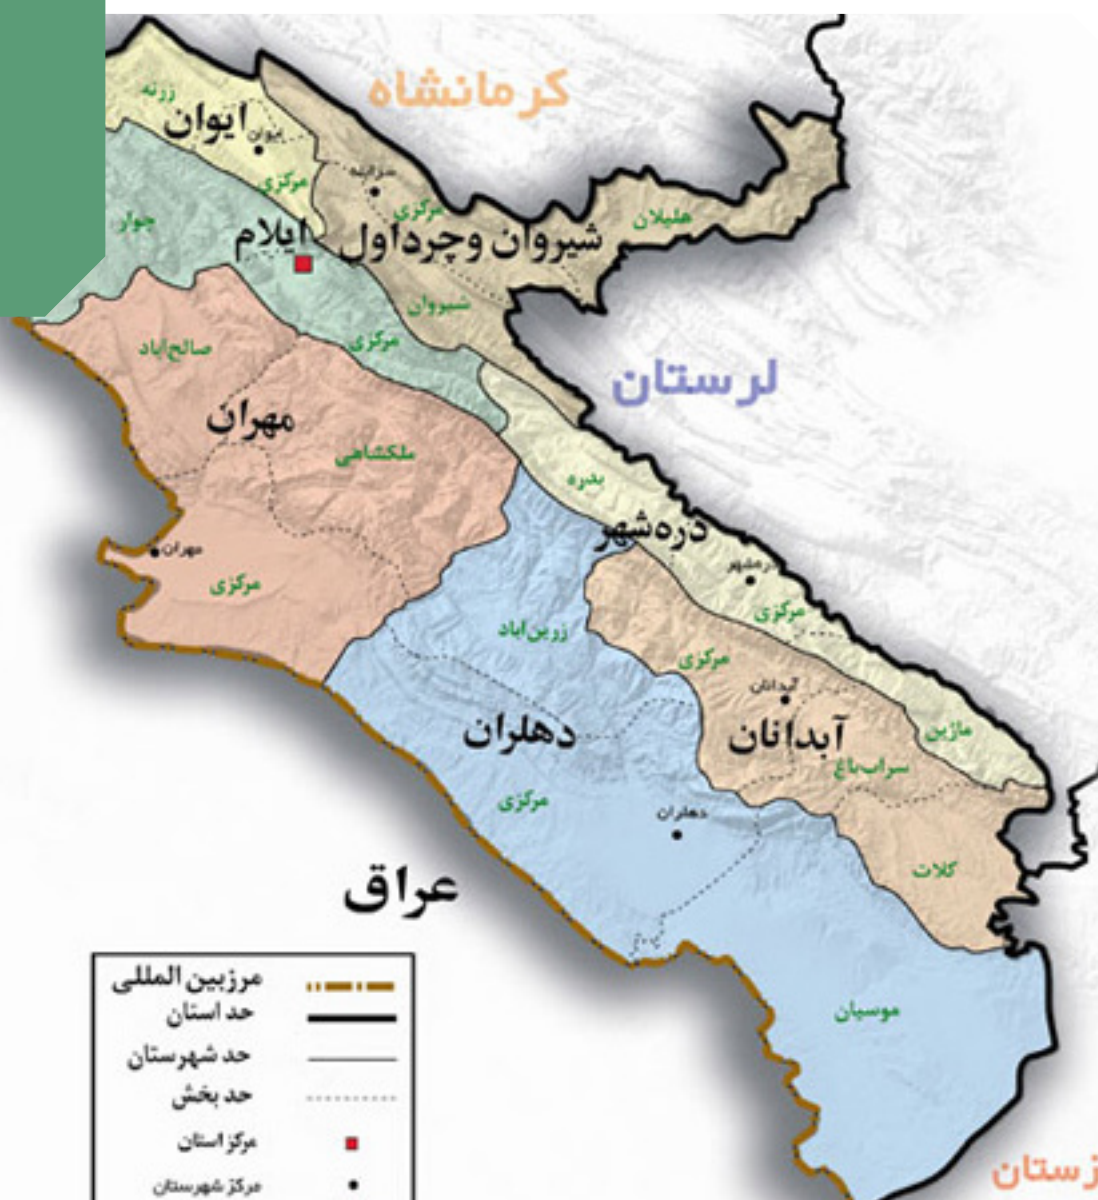 کرمانشاه
زرنه
ایوان
ایوان
مرکزی
سرابله
مرکزی
هلیلان
جوار
ایلام
شیروان وچرداول
شیروان
مرکزی
صالح‌آباد
لرستان
مهران
ملکشاهی
بدره
دره‌شهر
مهران
دره‌شهر
مرکزی
مرکزی
زرین‌آباد
مرکزی
آبدانان
دهلران
آبدانان
ماژین
سراب‌باغ
مرکزی
دهلران
کلات
عراق
موسیان
مرزبین المللی
حد استان
حد شهرستان
حد بخش
مرکز استان
مرکز شهرستان
زستان